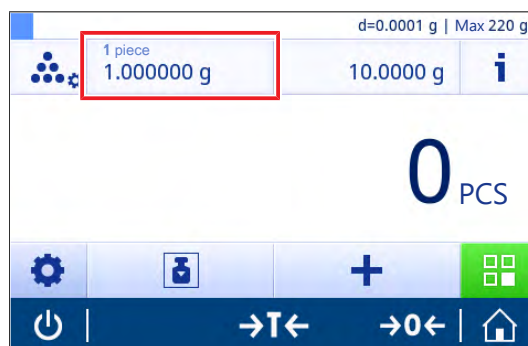 d=0.0001 g | Max 220 g
1 piece
1.000000 g
10.0000 g
i
0 PCS
→T←
→0←